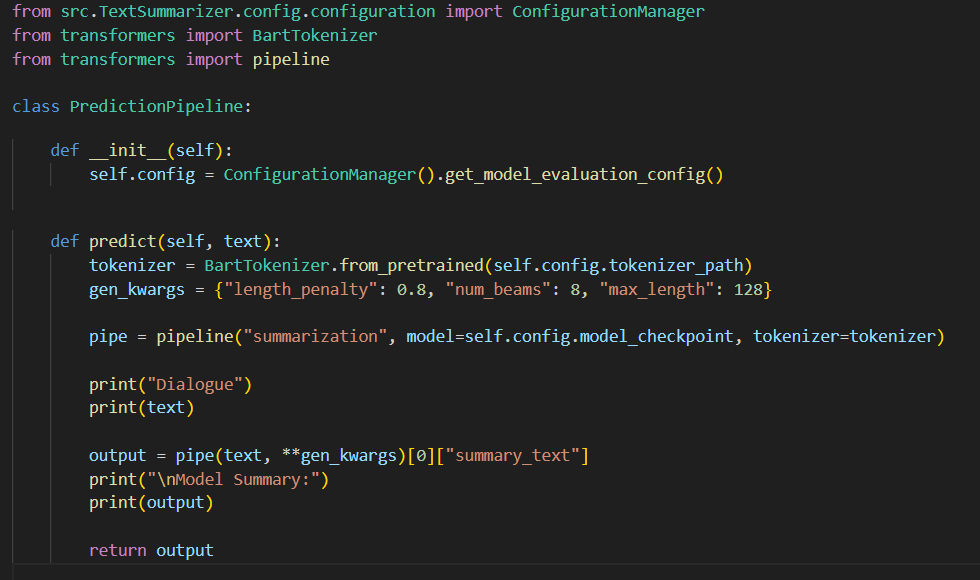 from src.TextSummarizer.config.configuration import ConfigurationManager
from transformers import BartTokenizer
from transformers import pipeline
class PredictionPipeline:
def __init__(self):
self.config = ConfigurationManager().get_model_evaluation_config()
def predict(self, text):
tokenizer = BartTokenizer.from_pretrained(self.config.tokenizer_path)
gen_kwargs = {"length_penalty": 0.8, "num_beams": 8, "max_length": 128}
pipe = pipeline("summarization", model=self.config.model_checkpoint, tokenizer=tokenizer)
print("Dialogue")
print(text)
output = pipe(text, **gen_kwargs)[0]["summary_text"]
print("\nModel Summary:")
print(output)
return output